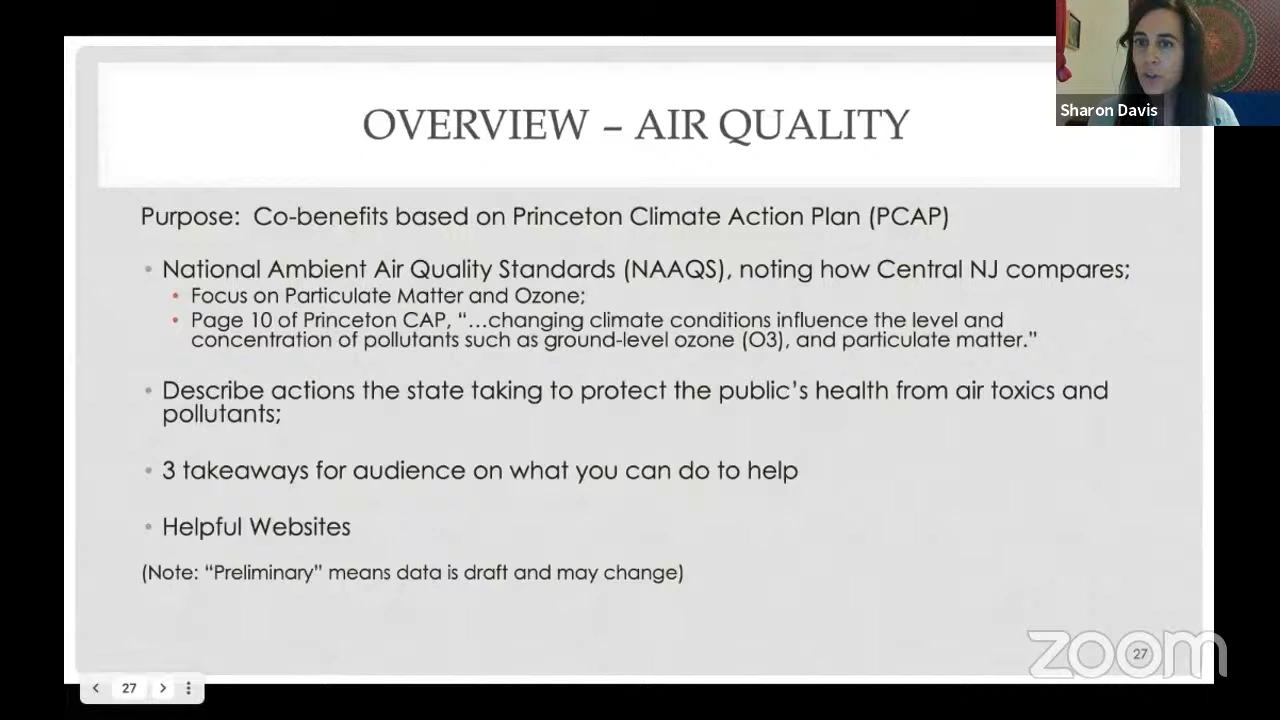 Sharon Davis
OVERVIEW – AIR QUALITY
Purpose: Co-benefits based on Princeton Climate Action Plan (PCAP)
• National Ambient Air Quality Standards (NAAQS), noting how Central NJ compares;
• Focus on Particulate Matter and Ozone;
• Page 10 of Princeton CAP, “…changing climate conditions influence the level and
concentration of pollutants such as ground-level ozone (O3), and particulate matter.”
• Describe actions the state taking to protect the public’s health from air toxics and
pollutants;
• 3 takeaways for audience on what you can do to help
• Helpful Websites
(Note: “Preliminary” means data is draft and may change)
zoom
27
27